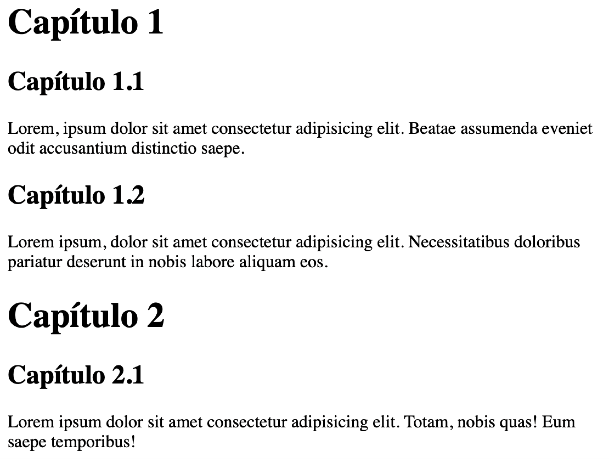 Capítulo 1
Capítulo 1.1
Lorem, ipsum dolor sit amet consectetur adipisicing elit. Beatae assumenda eveniet
odit accusantium distinctio saepe.
Capítulo 1.2
Lorem ipsum, dolor sit amet consectetur adipisicing elit. Necessitatibus doloribus
pariatur deserunt in nobis labore aliquam eos.
Capítulo 2
Capítulo 2.1
Lorem ipsum dolor sit amet consectetur adipisicing elit. Totam, nobis quas! Eum
saepe temporibus!